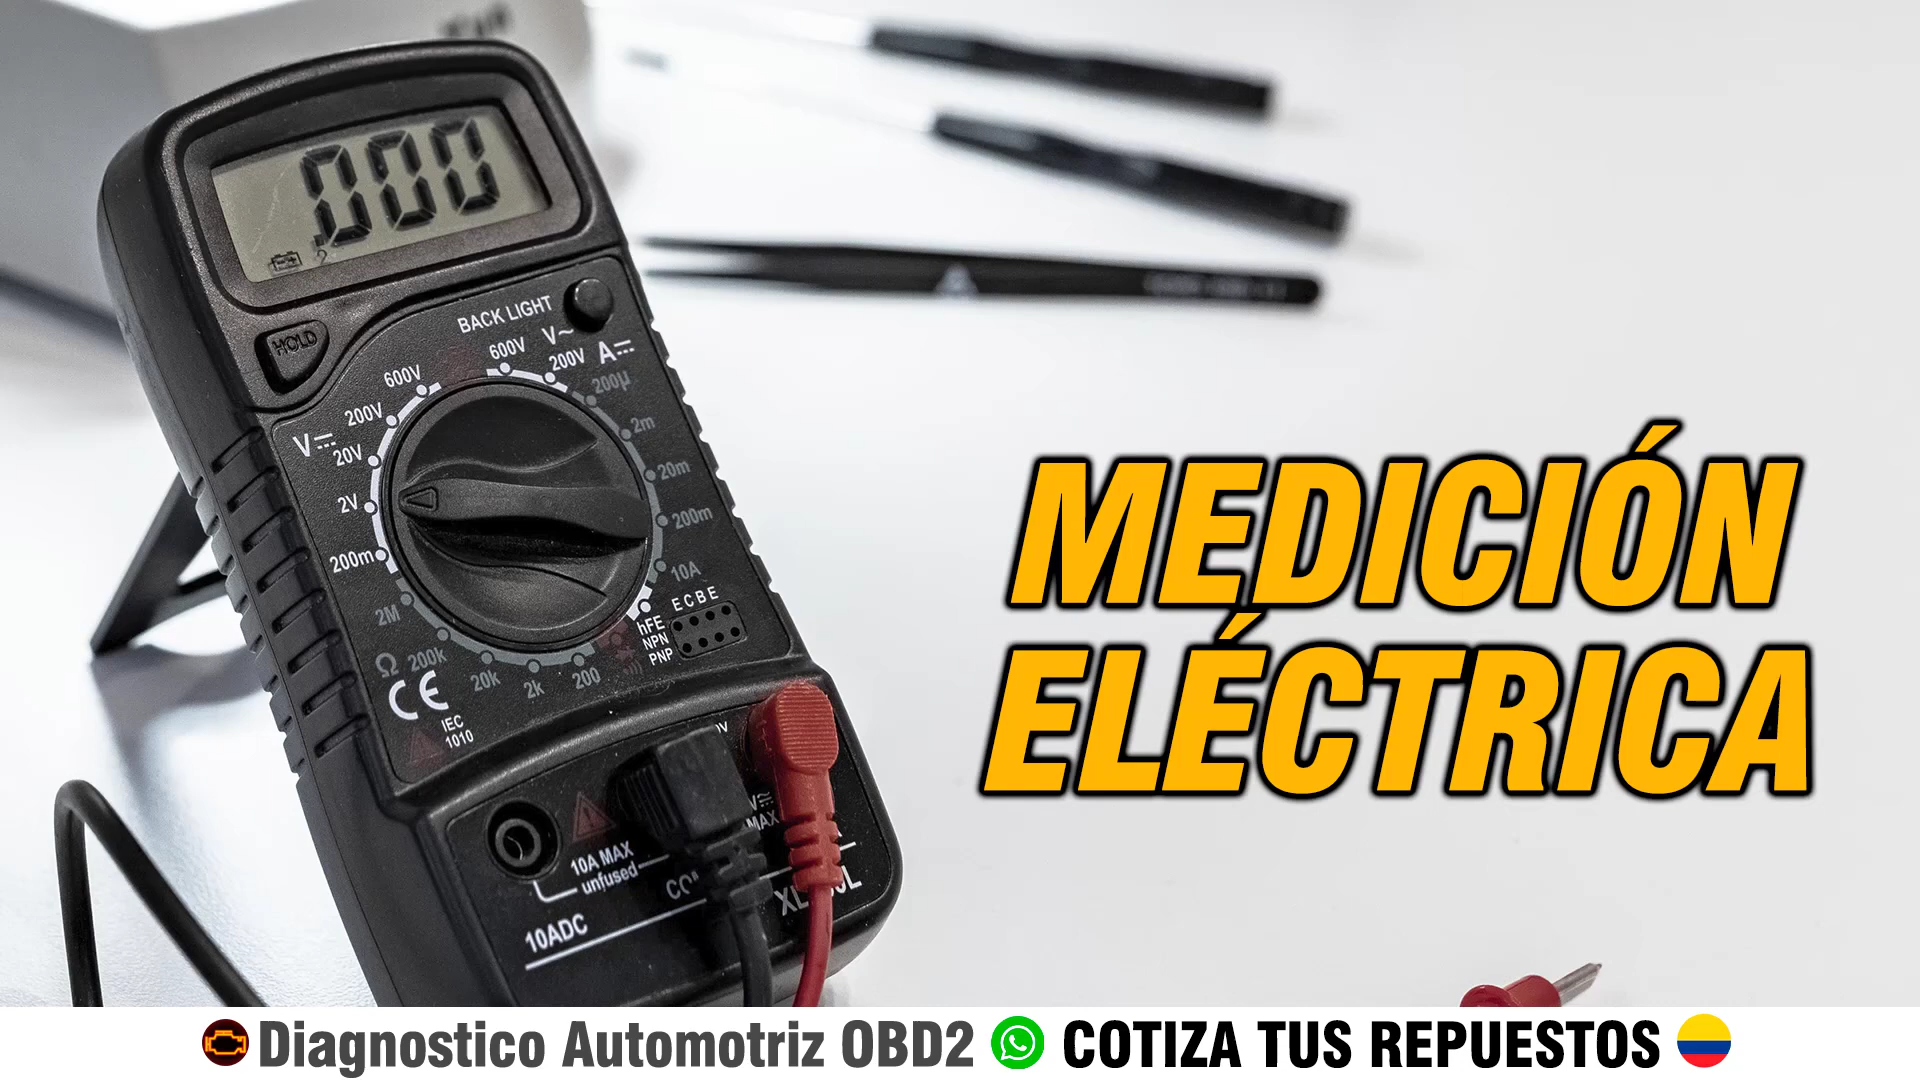 .000
HOLD
BACK LIGHT
V~
600V
600V
200V
A
200V
200µ
V
20V
2m
2V
20m
200m
200m
2M
10A
E C B E
Ω
200k
20k
2k
200
hFE
NPN
PNP
CE
IEC
1010
10A MAX
unfused
MAX
10ADC
MEDICIÓN
ELÉCTRICA
Diagnostico Automotriz OBD2 COTIZA TUS REPUESTOS